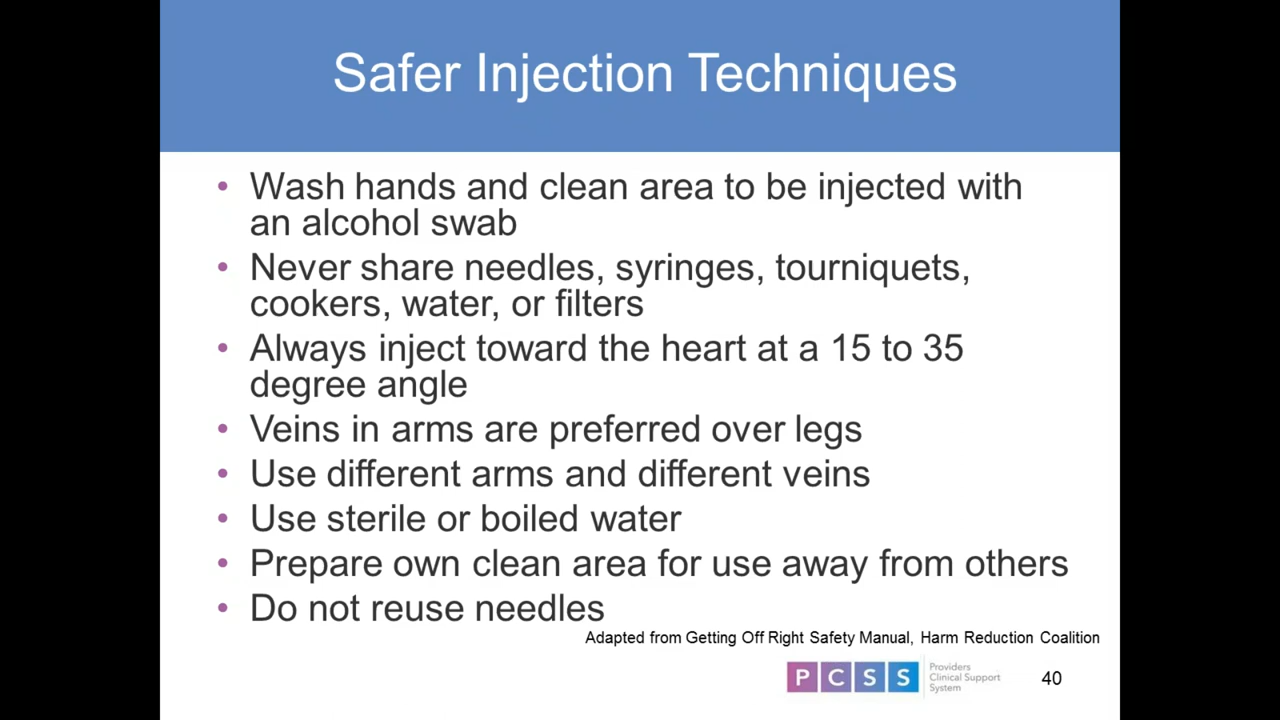 Safer Injection Techniques
• Wash hands and clean area to be injected with
an alcohol swab
• Never share needles, syringes, tourniquets,
cookers, water, or filters
• Always inject toward the heart at a 15 to 35
degree angle
• Veins in arms are preferred over legs
• Use different arms and different veins
• Use sterile or boiled water
• Prepare own clean area for use away from others
• Do not reuse needles
Adapted from Getting Off Right Safety Manual, Harm Reduction Coalition
PCSS
Providers
Clinical Support
System
40